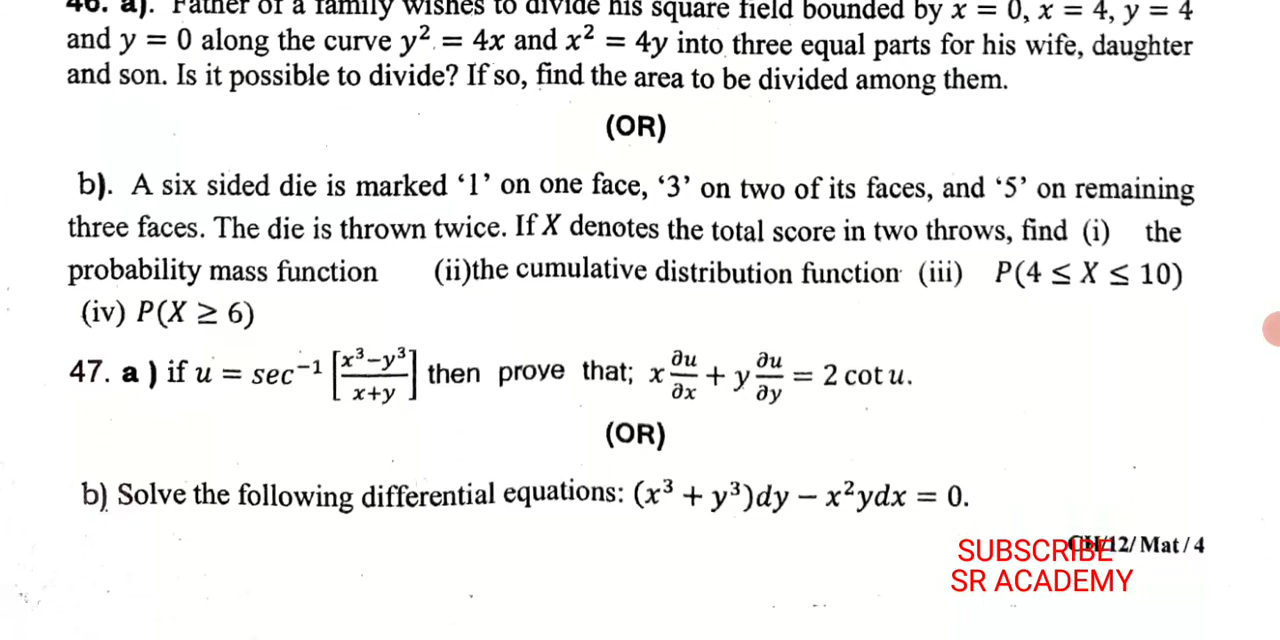 46. a). Father of a family wishes to divide his square field bounded by x = 0, x = 4, y = 4
and y = 0 along the curve y² = 4x and x² = 4y into three equal parts for his wife, daughter
and son. Is it possible to divide? If so, find the area to be divided among them.
(OR)
b). A six sided die is marked ‘1’ on one face, ‘3’ on two of its faces, and ‘5’ on remaining
three faces. The die is thrown twice. If X denotes the total score in two throws, find (i) the
probability mass function (ii)the cumulative distribution function (iii) P(4 ≤ X ≤ 10)
(iv) P(X ≥ 6)
47. a ) if u = sec⁻¹ [x³−y³/x+y] then prove that; x ∂u/∂x + y ∂u/∂y = 2 cot u.
(OR)
b) Solve the following differential equations: (x³ + y³)dy − x²ydx = 0.
12/ Mat / 4
SUBSCRIBE
SR ACADEMY